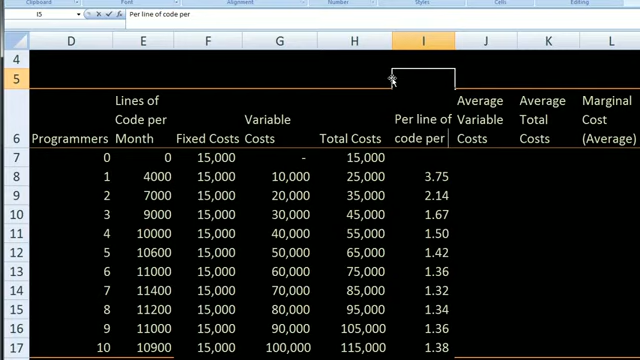 Clipboard Font Alignment Number Styles Cells Editing
I5 Per line of code per
D E F G H I J K L
4
5
Lines of Average Average Marginal
Code per Variable Per line of Variable Total Cost
6 Programmers Month Fixed Costs Costs Total Costs code per Costs Costs (Average)
7 0 0 15,000 - 15,000
8 1 4000 15,000 10,000 25,000 3.75
9 2 7000 15,000 20,000 35,000 2.14
10 3 9000 15,000 30,000 45,000 1.67
11 4 10000 15,000 40,000 55,000 1.50
12 5 10600 15,000 50,000 65,000 1.42
13 6 11000 15,000 60,000 75,000 1.36
14 7 11400 15,000 70,000 85,000 1.32
15 8 11200 15,000 80,000 95,000 1.34
16 9 11000 15,000 90,000 105,000 1.36
17 10 10900 15,000 100,000 115,000 1.38